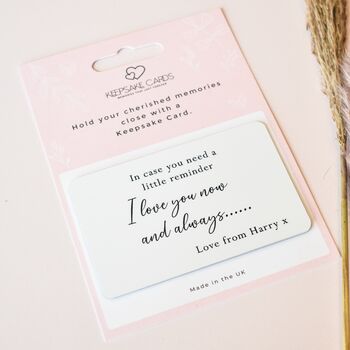 KEEPSAKE CARDS
Hold your cherished memories
close with a
Keepsake Card.
In case you need a
little reminder
I love you now
and always......
Love from Harry x
Made in the UK